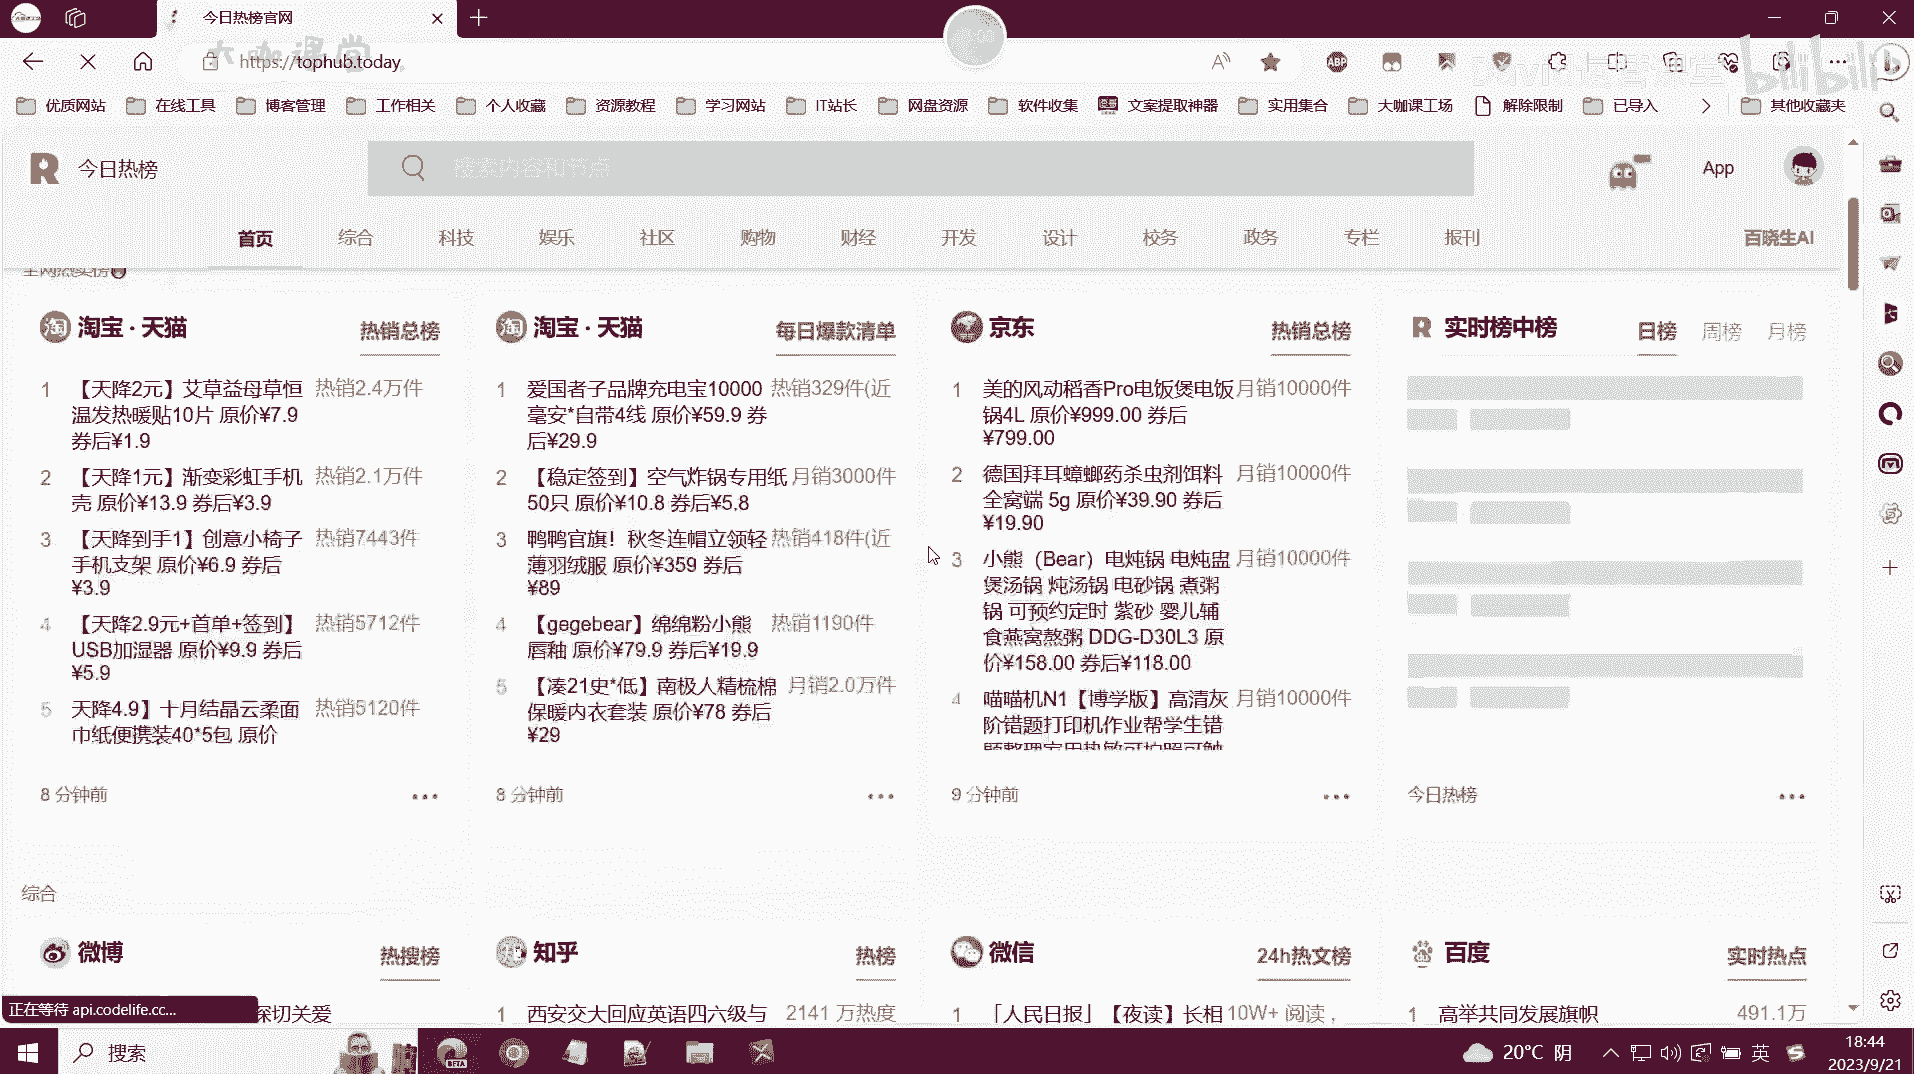 今日热榜官网
大咖课堂
https://tophub.today
ABP
bilibili
优质网站
在线工具
博客管理
工作相关
个人收藏
资源教程
学习网站
IT站长
网盘资源
软件收集
文案提取神器
实用集合
大咖课工场
解除限制
已导入
其他收藏夹
今日热榜
搜索内容和节点
App
首页
综合
科技
娱乐
社区
购物
财经
开发
设计
校务
政务
专栏
报刊
百晓生AI
淘宝 · 天猫
热销总榜
1 【天降2元】艾草益母草恒 热销2.4万件
温发热暖贴10片 原价¥7.9
券后¥1.9
2 【天降1元】渐变彩虹手机 热销2.1万件
壳 原价¥13.9 券后¥3.9
3 【天降到手1】创意小椅子 热销7443件
手机支架 原价¥6.9 券后
¥3.9
4 【天降2.9元+首单+签到】 热销5712件
USB加湿器 原价¥9.9 券后
¥5.9
5 天降4.9】十月结晶云柔面 热销5120件
巾纸便携装40*5包 原价
8 分钟前
淘宝 · 天猫
每日爆款清单
1 爱国者子品牌充电宝10000 热销329件(近
毫安*自带4线 原价¥59.9 券
后¥29.9
2 【稳定签到】空气炸锅专用纸 月销3000件
50只 原价¥10.8 券后¥5.8
3 鸭鸭官旗！秋冬连帽立领轻 热销418件(近
薄羽绒服 原价¥359 券后
¥89
4 【gegebear】绵绵粉小熊 热销1190件
唇釉 原价¥79.9 券后¥19.9
5 【凑21史*低】南极人精梳棉 月销2.0万件
保暖内衣套装 原价¥78 券后
¥29
8 分钟前
京东
热销总榜
1 美的风动稻香Pro电饭煲电饭 月销10000件
锅4L 原价¥999.00 券后
¥799.00
2 德国拜耳蟑螂药杀虫剂饵料 月销10000件
全窝端 5g 原价¥39.90 券后
¥19.90
3 小熊（Bear）电炖锅 电炖盅 月销10000件
煲汤锅 炖汤锅 电砂锅 煮粥
锅 可预约定时 紫砂 婴儿辅
食燕窝熬粥 DDG-D30L3 原
价¥158.00 券后¥118.00
4 喵喵机N1【博学版】高清灰 月销10000件
阶错题打印机作业帮学生错
9 分钟前
实时榜中榜
日榜 周榜 月榜
今日热榜
综合
微博
热搜榜
深切关爱
知乎
热榜
1 西安交大回应英语四六级与 2141 万热度
微信
24h热文榜
1 「人民日报」【夜读】长相 10W+ 阅读，
百度
实时热点
1 高举共同发展旗帜 491.1万
正在等待 api.codelife.cc...
搜索
BETA
20°C 阴
英
18:44
2023/9/21